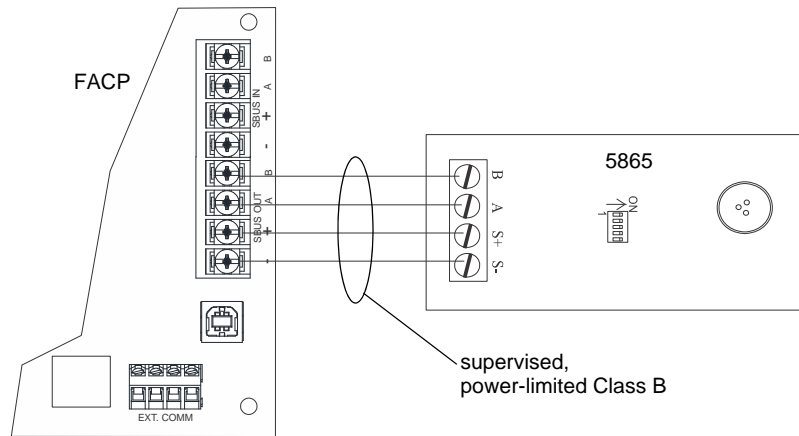 FACP
B
A
SBUS IN
+
-
B
A
SBUS OUT
+
-
EXT. COMM
5865
B
A
S+
S-
ON
1
supervised,
power-limited Class B